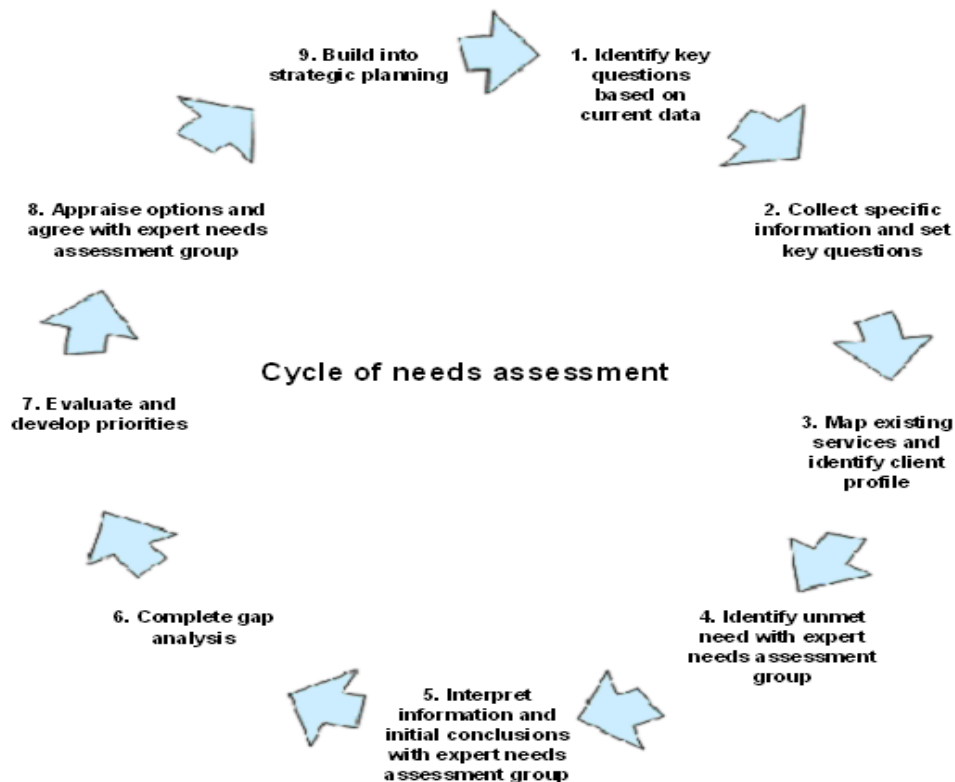 9. Build into
strategic planning
1. Identify key
questions
based on
current data
2. Collect specific
information and set
key questions
3. Map existing
services and
identify client
profile
4. Identify unmet
need with expert
needs assessment
group
5. Interpret
information and
initial conclusions
with expert needs
assessment group
6. Complete gap
analysis
7. Evaluate and
develop priorities
8. Appraise options and
agree with expert needs
assessment group
Cycle of needs assessment